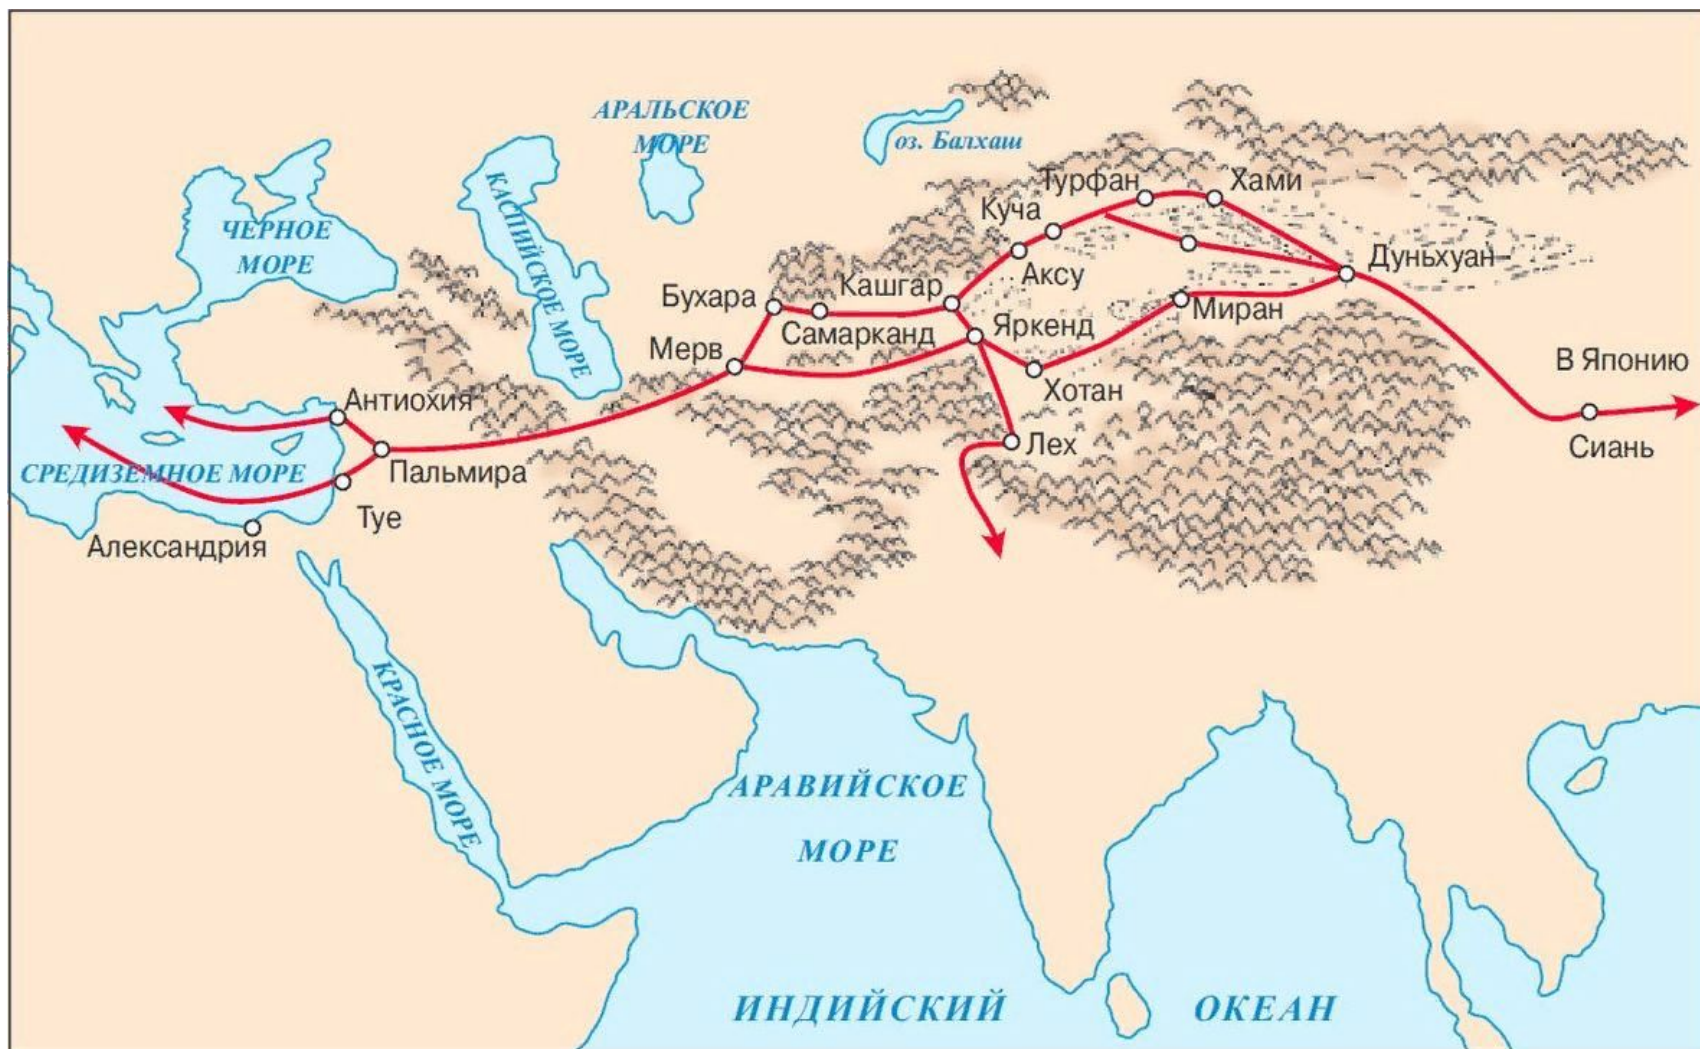 АРАЛЬСКОЕ
МОРЕ
оз. Балхаш
ЧЕРНОЕ
МОРЕ
КАСПИЙСКОЕ МОРЕ
Турфан
Хами
Куча
Аксу
Дуньхуан
Бухара
Кашгар
Самарканд
Яркенд
Миран
Мерв
Хотан
В Японию
Антиохия
Лех
Сиань
СРЕДИЗЕМНОЕ МОРЕ
Пальмира
Туе
Александрия
КРАСНОЕ МОРЕ
АРАВИЙСКОЕ
МОРЕ
ИНДИЙСКИЙ ОКЕАН